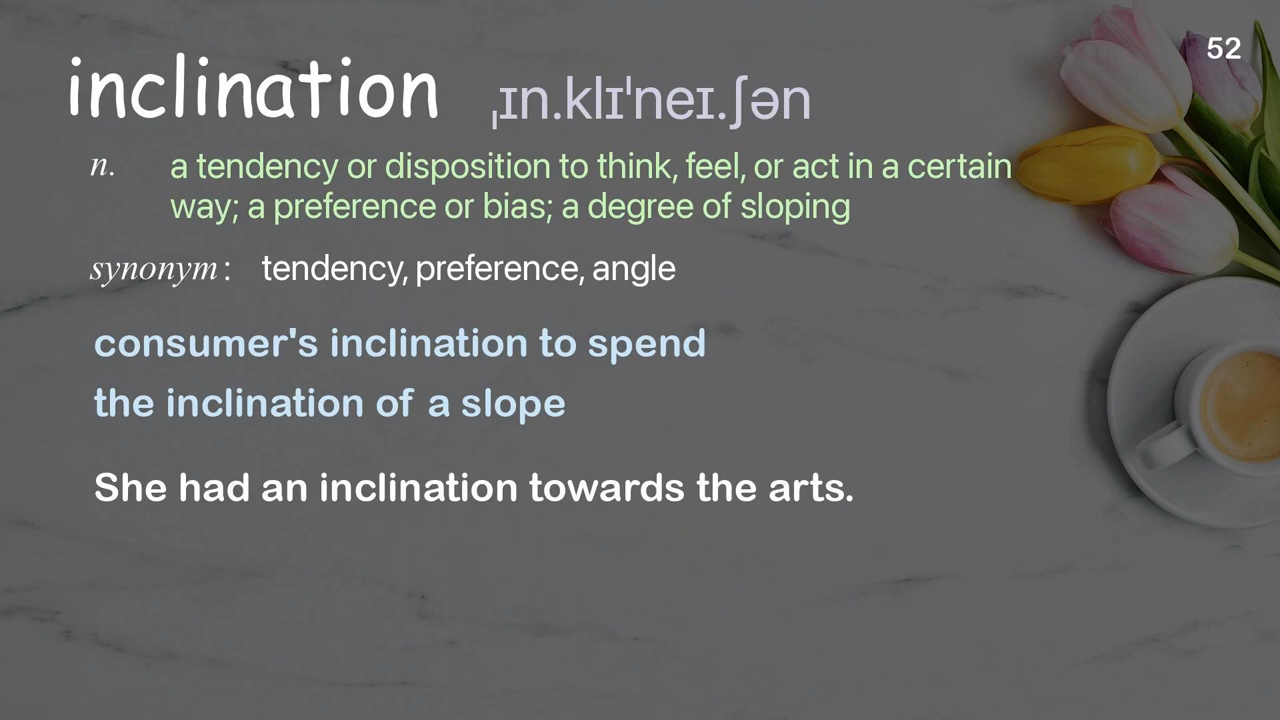 52
inclination ˌɪn.klɪˈneɪ.ʃən
n. a tendency or disposition to think, feel, or act in a certain
way; a preference or bias; a degree of sloping
synonym: tendency, preference, angle
consumer's inclination to spend
the inclination of a slope
She had an inclination towards the arts.